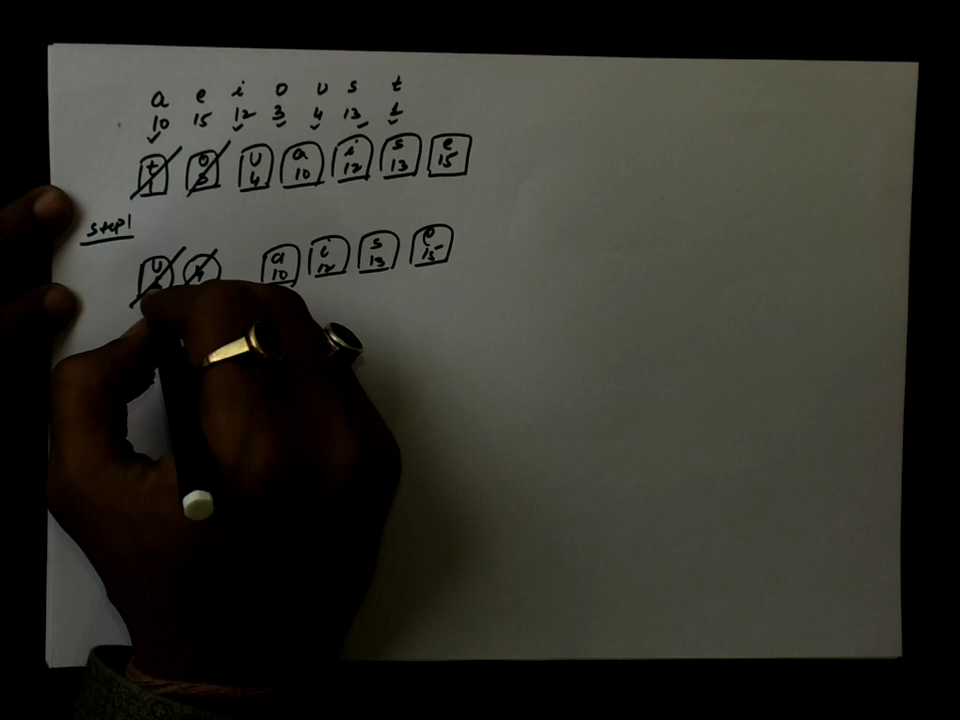 a e i o u s t
10 15 12 3 4 13 1
t o u a i s e
1 3 4 10 12 13 15
step1
u a i s e
10 12 13 15